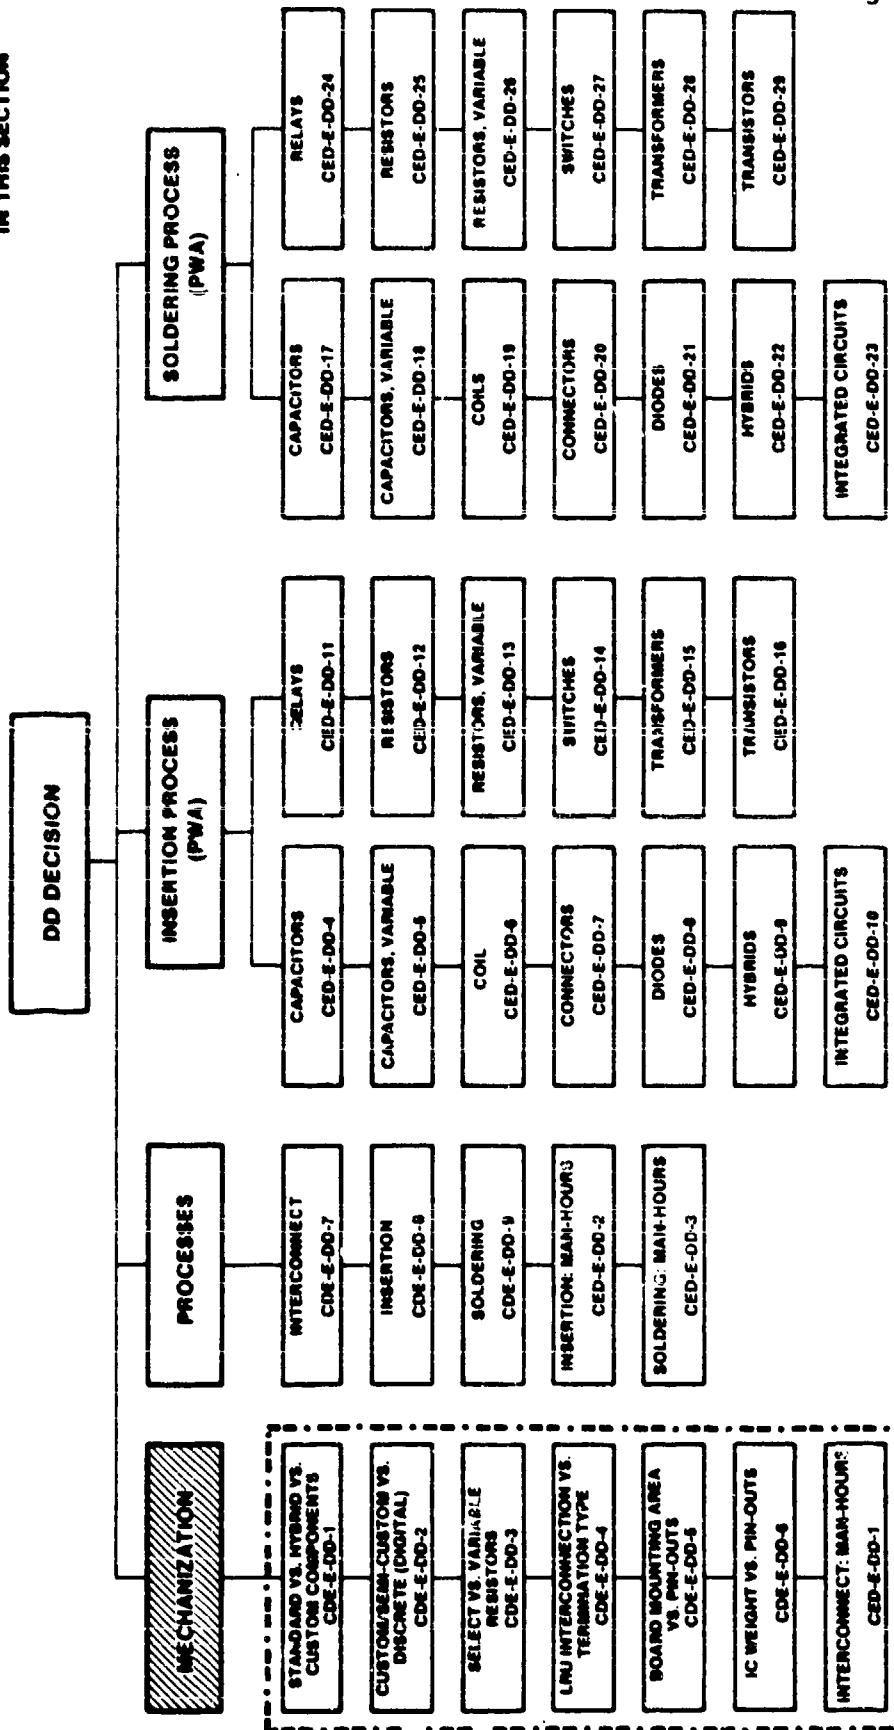 IN THIS SECTION
DD DECISION
MECHANIZATION
STANDARD VS. HYBRID VS.
CUSTOM COMPONENTS
CDE-E-DD-1
CUSTOM/SEMI-CUSTOM VS.
DISCRETE (DIGITAL)
CDE-E-DD-2
SELECT VS. VARIABLE
RESISTORS
CDE-E-DD-3
LRU INTERCONNECTION VS.
TERMINATION TYPE
CDE-E-DD-4
BOARD MOUNTING AREA
VS. PIN-OUTS
CDE-E-DD-5
IC WEIGHT VS. PIN-OUTS
CDE-E-DD-6
INTERCONNECT: MAN-HOURS
CED-E-DD-1
PROCESSES
INTERCONNECT
CDE-E-DD-7
INSERTION
CDE-E-DD-8
SOLDERING
CDE-E-DD-9
INSERTION: MAN-HOURS
CED-E-DD-2
SOLDERING: MAN-HOURS
CED-E-DD-3
INSERTION PROCESS
(PWA)
CAPACITORS
CED-E-DD-4
CAPACITORS, VARIABLE
CED-E-DD-5
COIL
CED-E-DD-6
CONNECTORS
CED-E-DD-7
DIODES
CED-E-DD-8
HYBRIDS
CED-E-DD-9
INTEGRATED CIRCUITS
CED-E-DD-10
RELAYS
CED-E-DD-11
RESISTORS
CED-E-DD-12
RESISTORS, VARIABLE
CED-E-DD-13
SWITCHES
CED-E-DD-14
TRANSFORMERS
CED-E-DD-15
TRANSISTORS
CED-E-DD-16
SOLDERING PROCESS
(PWA)
CAPACITORS
CED-E-DD-17
CAPACITORS, VARIABLE
CED-E-DD-18
COILS
CED-E-DD-19
CONNECTORS
CED-E-DD-20
DIODES
CED-E-DD-21
HYBRIDS
CED-E-DD-22
INTEGRATED CIRCUITS
CED-E-DD-23
RELAYS
CED-E-DD-24
RESISTORS
CED-E-DD-25
RESISTORS, VARIABLE
CED-E-DD-26
SWITCHES
CED-E-DD-27
TRANSFORMERS
CED-E-DD-28
TRANSISTORS
CED-E-DD-29